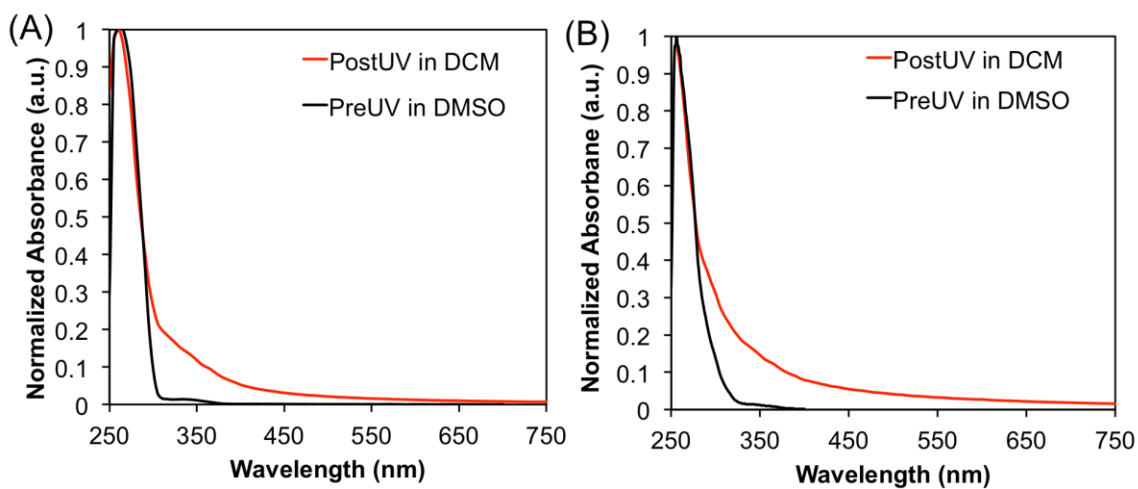 (A)
Normalized Absorbance (a.u.)
1
0.9
0.8
0.7
0.6
0.5
0.4
0.3
0.2
0.1
0
PostUV in DCM
PreUV in DMSO
250 350 450 550 650 750
Wavelength (nm)
(B)
Normalized Absorbane (a.u.)
1
0.9
0.8
0.7
0.6
0.5
0.4
0.3
0.2
0.1
0
PostUV in DCM
PreUV in DMSO
250 350 450 550 650 750
Wavelength (nm)